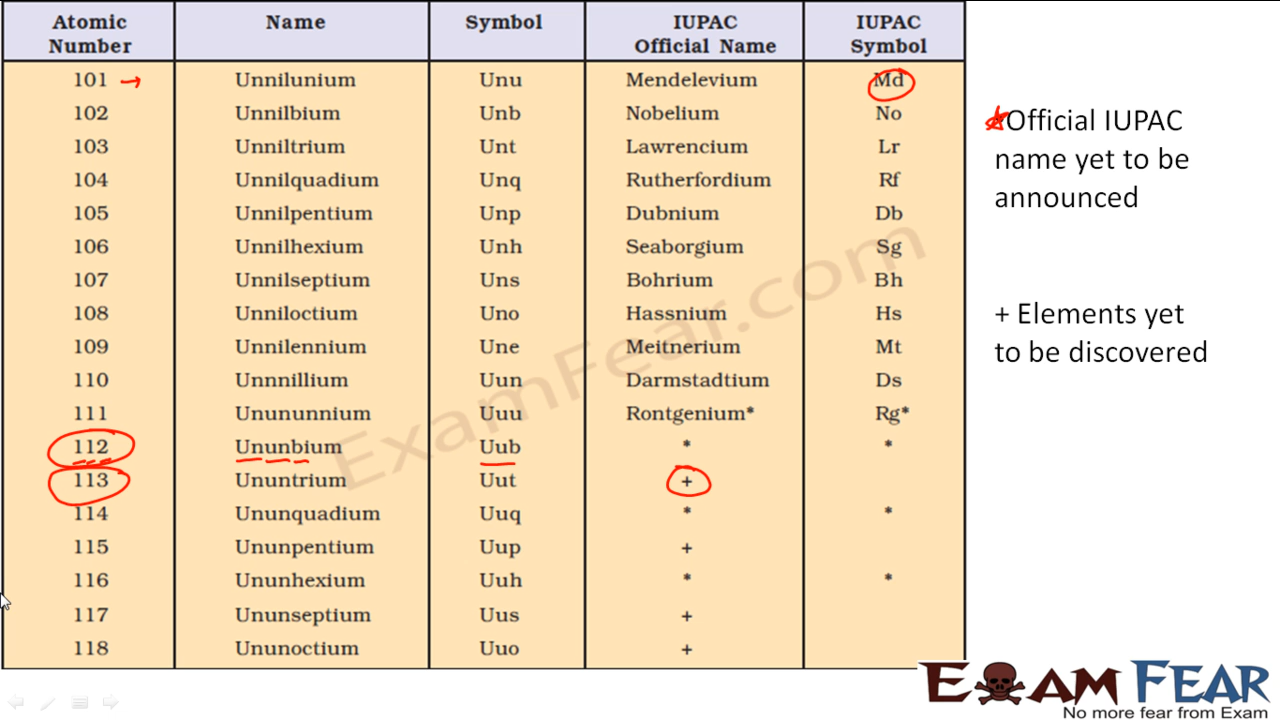 Atomic Number Name Symbol IUPAC Official Name IUPAC Symbol
101 Unnilunium Unu Mendelevium Md
102 Unnilbium Unb Nobelium No
103 Unniltrium Unt Lawrencium Lr
104 Unnilquadium Unq Rutherfordium Rf
105 Unnilpentium Unp Dubnium Db
106 Unnilhexium Unh Seaborgium Sg
107 Unnilseptium Uns Bohrium Bh
108 Unniloctium Uno Hassnium Hs
109 Unnilennium Une Meitnerium Mt
110 Unnnillium Uun Darmstadtium Ds
111 Unununnium Uuu Rontgenium* Rg*
112 Ununbium Uub * *
113 Ununtrium Uut +
114 Ununquadium Uuq * *
115 Ununpentium Uup +
116 Ununhexium Uuh * *
117 Ununseptium Uus +
118 Ununoctium Uuo +
ExamFear.com
*Official IUPAC
name yet to be
announced
+ Elements yet
to be discovered
EXAM FEAR
No more fear from Exam